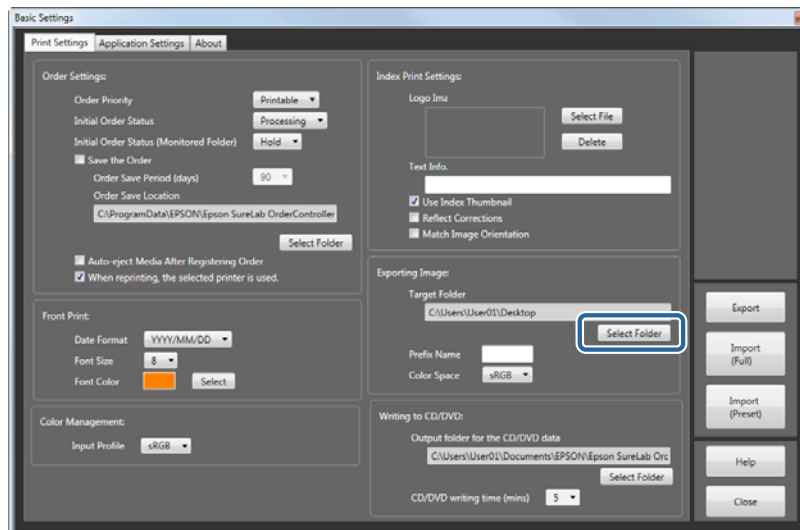 Basic Settings
Print Settings Application Settings About
Order Settings:
Order Priority Printable
Initial Order Status Processing
Initial Order Status (Monitored Folder) Hold
Save the Order
Order Save Period (days) 90
Order Save Location
C:\ProgramData\EPSON\Epson SureLab OrderController
Select Folder
Auto-eject Media After Registering Order
When reprinting, the selected printer is used.
Front Print:
Date Format YYYY/MM/DD
Font Size 8
Font Color Select
Color Management:
Input Profile sRGB
Index Print Settings:
Logo Ima
Select File
Delete
Text Info.
Use Index Thumbnail
Reflect Corrections
Match Image Orientation
Exporting Image:
Target Folder
C:\Users\User01\Desktop
Select Folder
Prefix Name
Color Space sRGB
Writing to CD/DVD:
Output folder for the CD/DVD data
C:\Users\User01\Documents\EPSON\Epson SureLab Orc
Select Folder
CD/DVD writing time (mins) 5
Export
Import
(Full)
Import
(Preset)
Help
Close